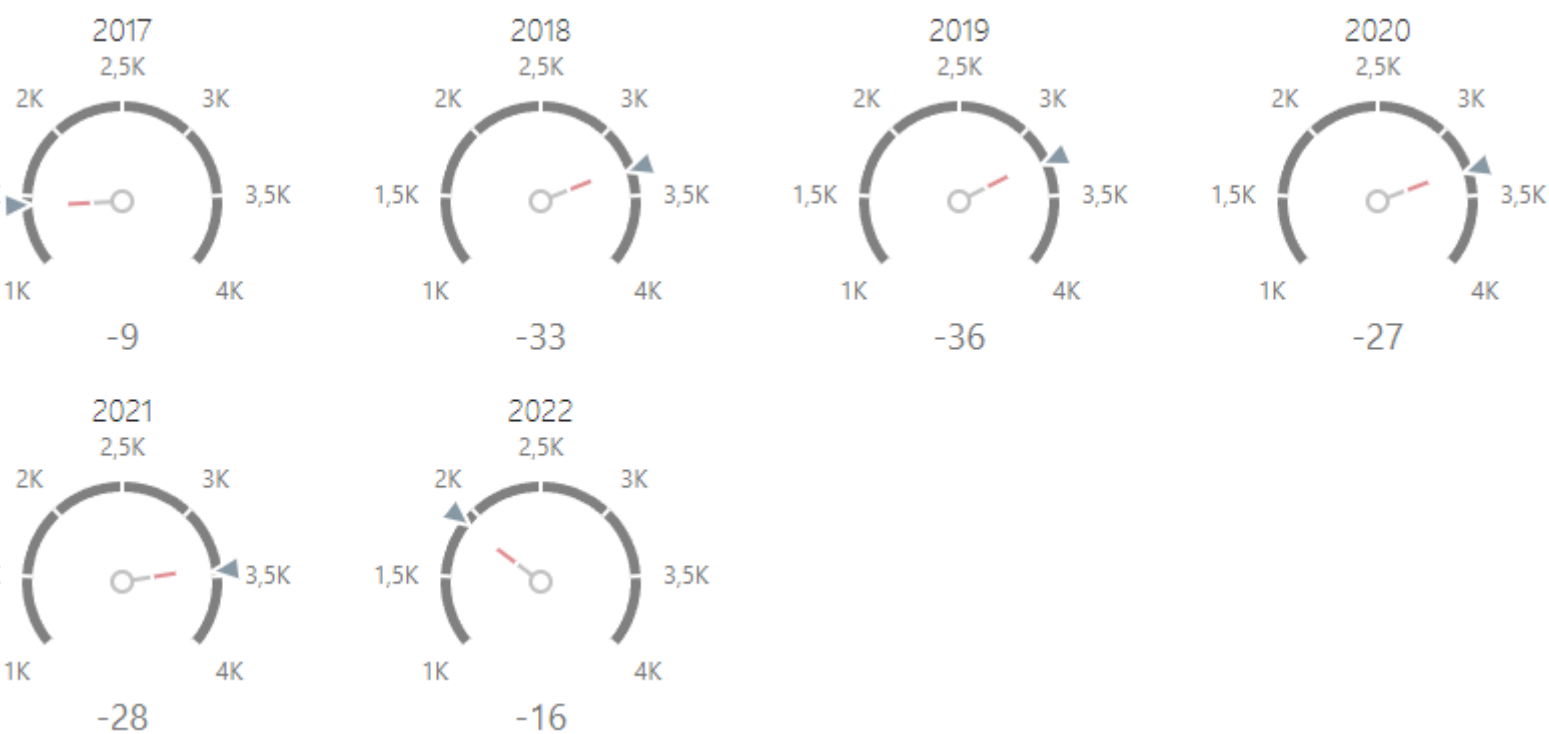 2017 2018 2019 2020
2,5K 2,5K 2,5K 2,5K
2K 3K 2K 3K 2K 3K 2K 3K
3,5K 1,5K 3,5K 1,5K 3,5K 1,5K 3,5K
1K 4K 1K 4K 1K 4K 1K 4K
-9 -33 -36 -27
2021 2022
2,5K 2,5K
2K 3K 2K 3K
3,5K 1,5K 3,5K
1K 4K 1K 4K
-28 -16